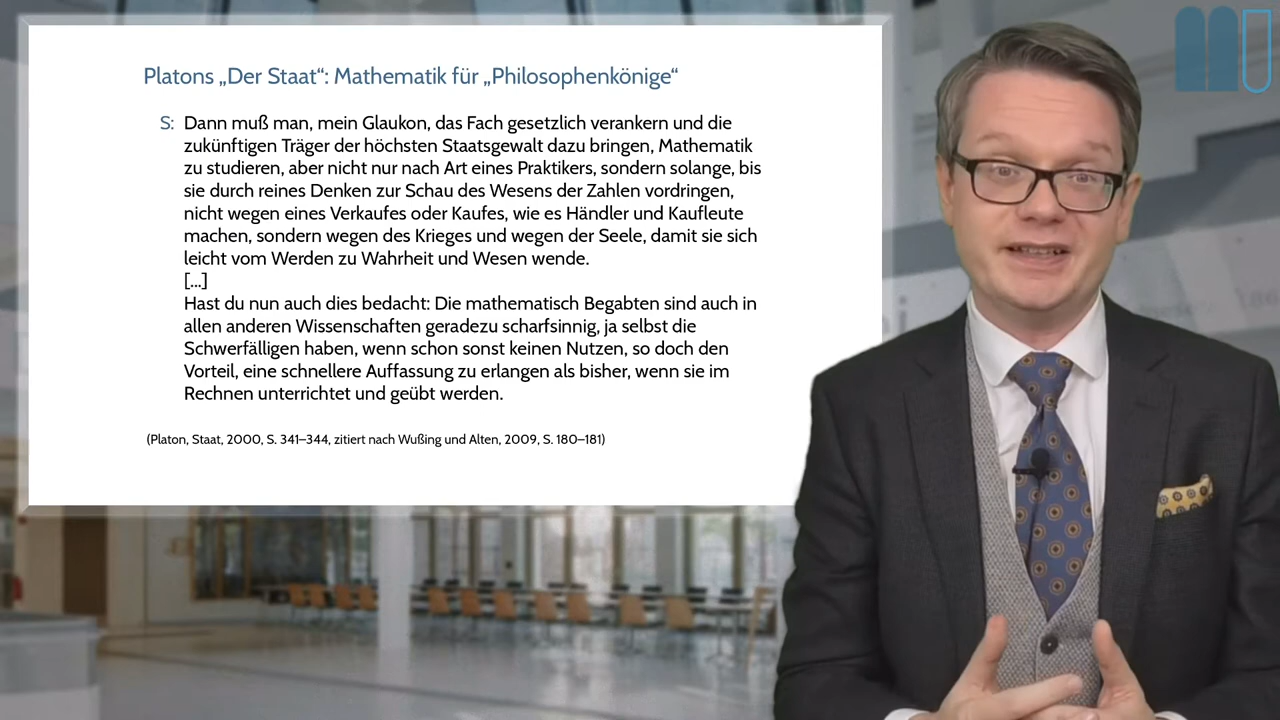 Platons „Der Staat“: Mathematik für „Philosophenkönige“
S: Dann muß man, mein Glaukon, das Fach gesetzlich verankern und die
zukünftigen Träger der höchsten Staatsgewalt dazu bringen, Mathematik
zu studieren, aber nicht nur nach Art eines Praktikers, sondern solange, bis
sie durch reines Denken zur Schau des Wesens der Zahlen vordringen,
nicht wegen eines Verkaufes oder Kaufes, wie es Händler und Kaufleute
machen, sondern wegen des Krieges und wegen der Seele, damit sie sich
leicht vom Werden zu Wahrheit und Wesen wende.
[...]
Hast du nun auch dies bedacht: Die mathematisch Begabten sind auch in
allen anderen Wissenschaften geradezu scharfsinnig, ja selbst die
Schwerfälligen haben, wenn schon sonst keinen Nutzen, so doch den
Vorteil, eine schnellere Auffassung zu erlangen als bisher, wenn sie im
Rechnen unterrichtet und geübt werden.
(Platon, Staat, 2000, S. 341–344, zitiert nach Wußing und Alten, 2009, S. 180–181)